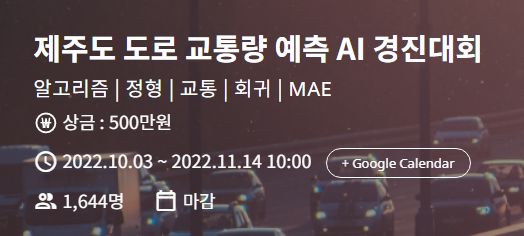 제주도 도로 교통량 예측 AI 경진대회
알고리즘 | 정형 | 교통 | 회귀 | MAE
상금 : 500만원
2022.10.03 ~ 2022.11.14 10:00 + Google Calendar
1,644명 마감